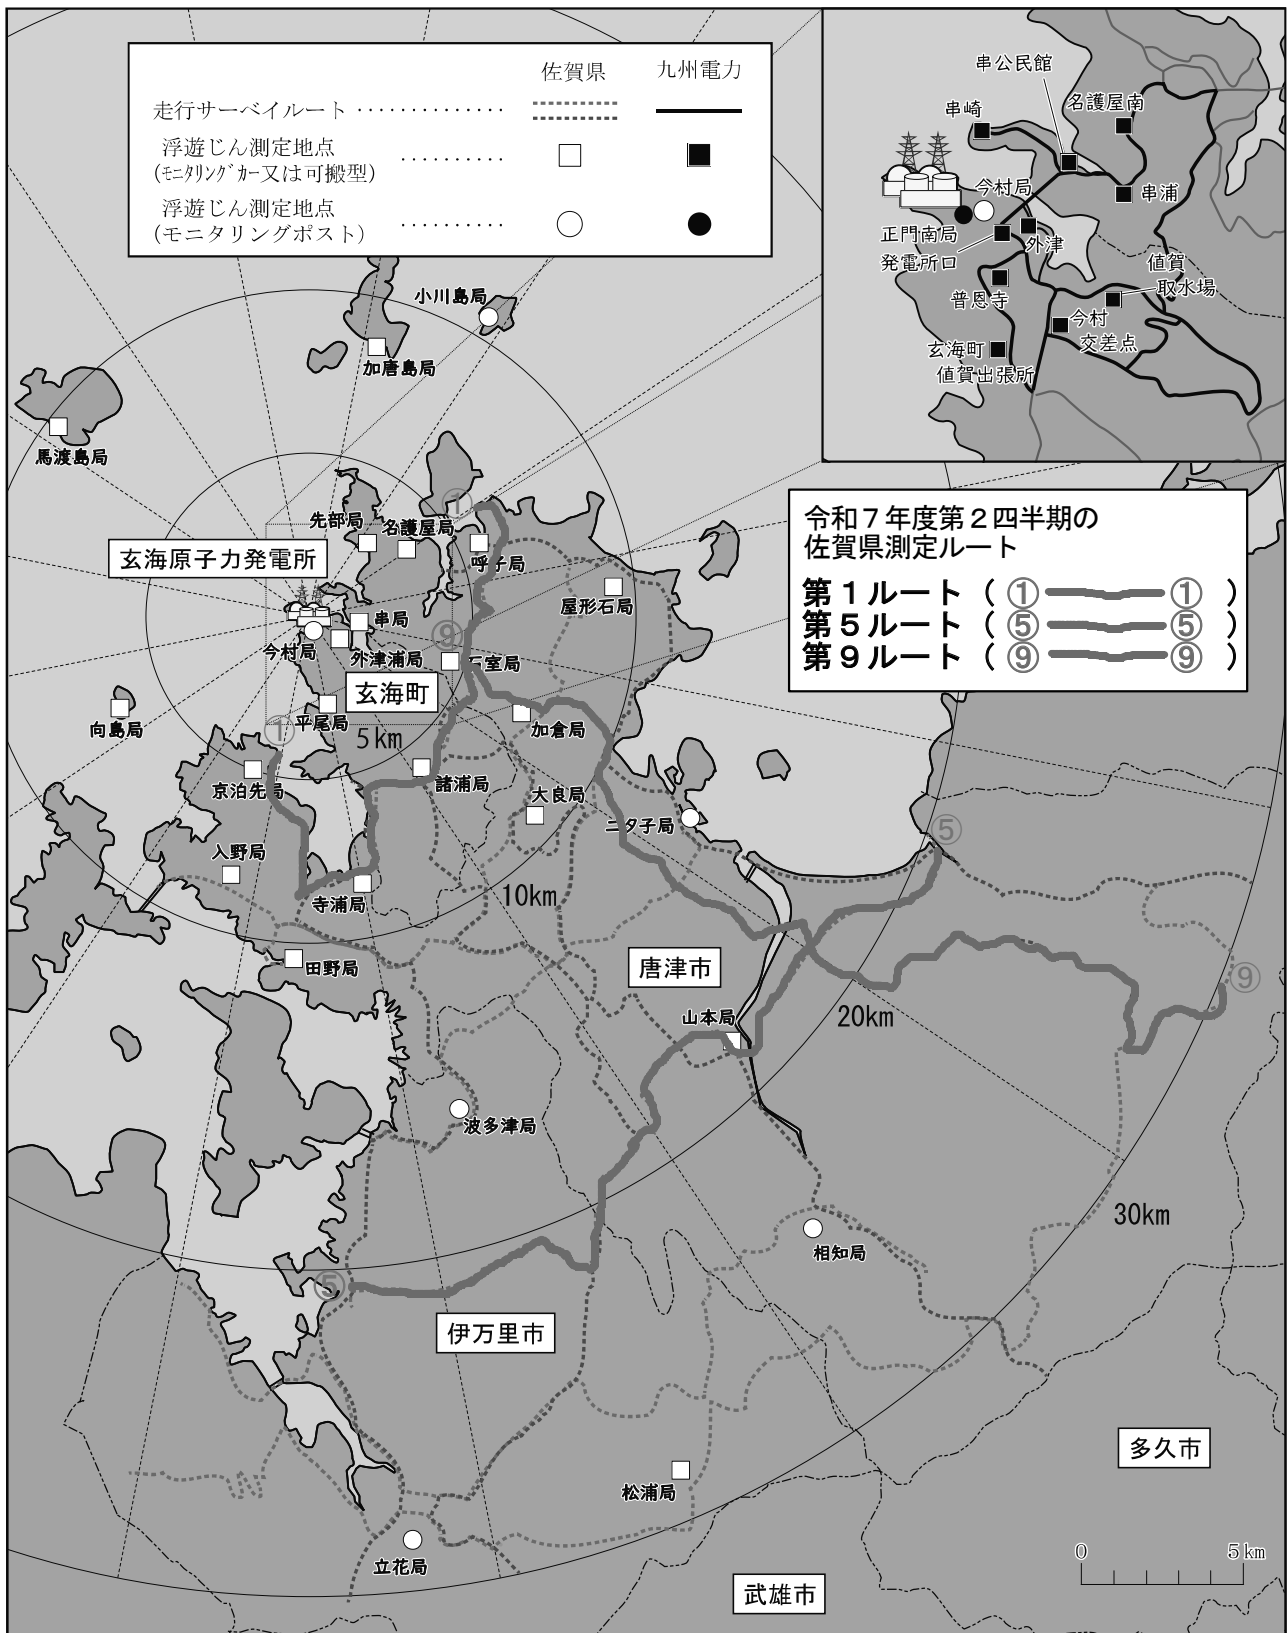 佐賀県 九州電力
走行サーベイルート ‥‥‥‥‥‥‥
浮遊じん測定地点
(ﾓﾆﾀﾘﾝｸﾞｶｰ又は可搬型) ‥‥‥‥‥
浮遊じん測定地点
(モニタリングポスト) ‥‥‥‥‥
串公民館
串崎
名護屋南
今村局
串浦
正門南局
発電所口
外津
値賀
取水場
普恩寺
今村
交差点
玄海町
値賀出張所
小川島局
加唐島局
馬渡島局
令和7年度第2四半期の
佐賀県測定ルート
第1ルート ( ① ① )
第5ルート ( ⑤ ⑤ )
第9ルート ( ⑨ ⑨ )
①
先部局
名護屋局
呼子局
玄海原子力発電所
屋形石局
串局
⑨
今村局
外津浦局
石室局
玄海町
向島局
①
平尾局
5km
加倉局
京泊先局
諸浦局
大良局
二タ子局
⑤
入野局
寺浦局
10km
田野局
唐津市
⑨
山本局
20km
波多津局
30km
相知局
⑤
伊万里市
多久市
松浦局
0 5km
立花局
武雄市